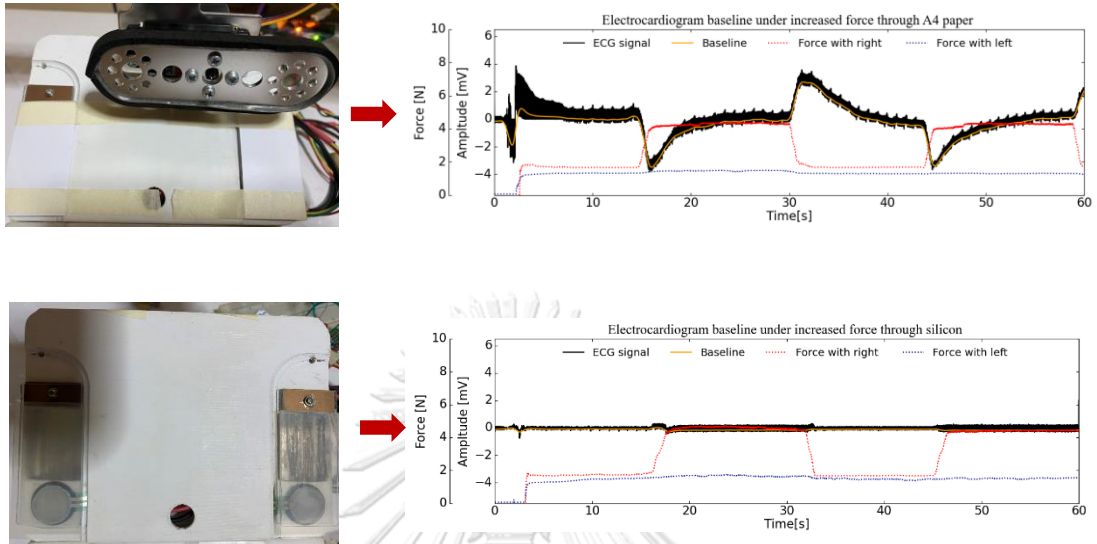 Electrocardiogram baseline under increased force through A4 paper
ECG signal Baseline Force with right Force with left
Force [N]
10
8
6
4
2
0
Ampltude [mV]
6
4
2
0
−2
−4
0 10 20 30 40 50 60
Time[s]
Electrocardiogram baseline under increased force through silicon
ECG signal Baseline Force with right Force with left
Force [N]
10
8
6
4
2
0
Ampltude [mV]
6
4
2
0
−2
−4
0 10 20 30 40 50 60
Time[s]